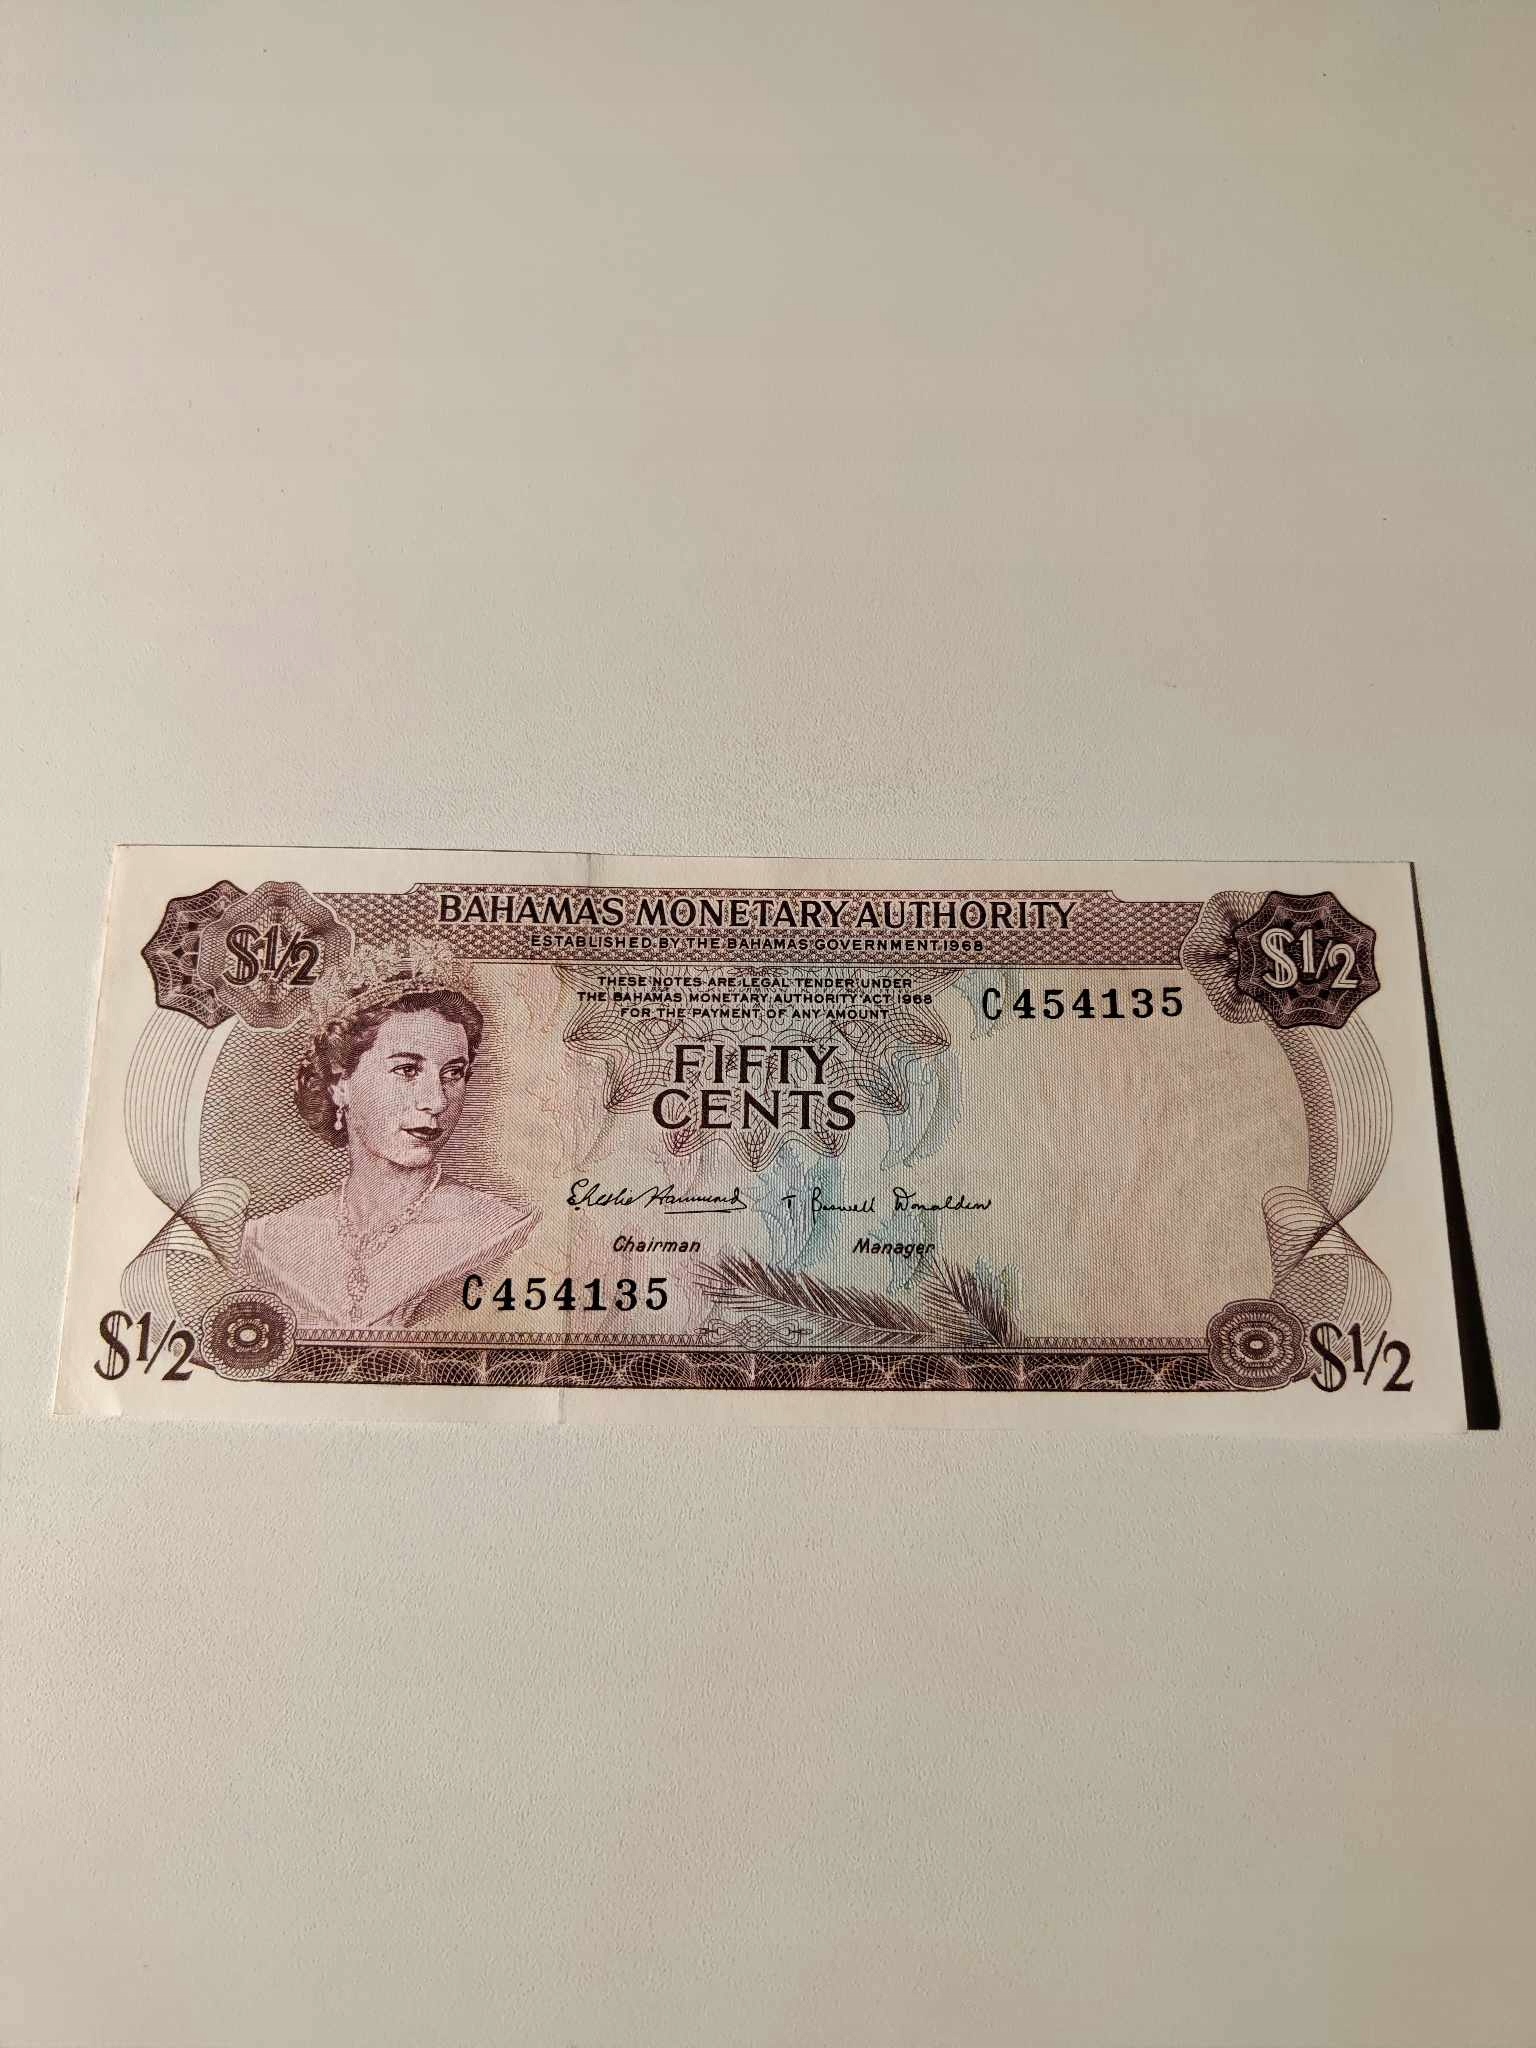 BAHAMAS MONETARY AUTHORITY
ESTABLISHED BY THE BAHAMAS GOVERNMENT 1968
$1/2
$1/2
THESE NOTES ARE LEGAL TENDER UNDER
THE BAHAMAS MONETARY AUTHORITY ACT 1968
FOR THE PAYMENT OF ANY AMOUNT
C454135
FIFTY
CENTS
T Baswell Donaldson
Chairman
Manager
C454135
$1/2
$1/2